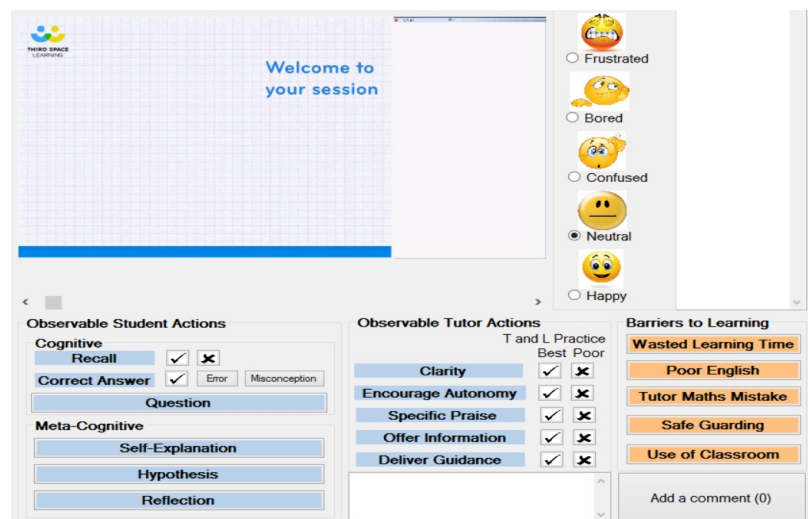 THIRD SPACE
LEARNING
Welcome to
your session
Frustrated
Bored
Confused
Neutral
Happy
Observable Student Actions
Cognitive
Recall
Correct Answer Error Misconception
Question
Meta-Cognitive
Self-Explanation
Hypothesis
Reflection
Observable Tutor Actions
T and L Practice
Best Poor
Clarity
Encourage Autonomy
Specific Praise
Offer Information
Deliver Guidance
Barriers to Learning
Wasted Learning Time
Poor English
Tutor Maths Mistake
Safe Guarding
Use of Classroom
Add a comment (0)